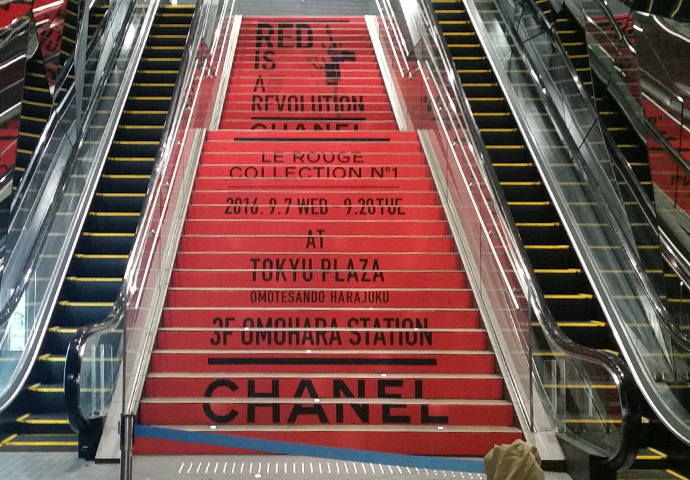 RED
IS
A
REVOLUTION
CHANEL
LE ROUGE
COLLECTION N°1
2016. 9.7 WED - 9.20 TUE
AT
TOKYU PLAZA
OMOTESANDO HARAJUKU
3F OMOHARA STATION
CHANEL